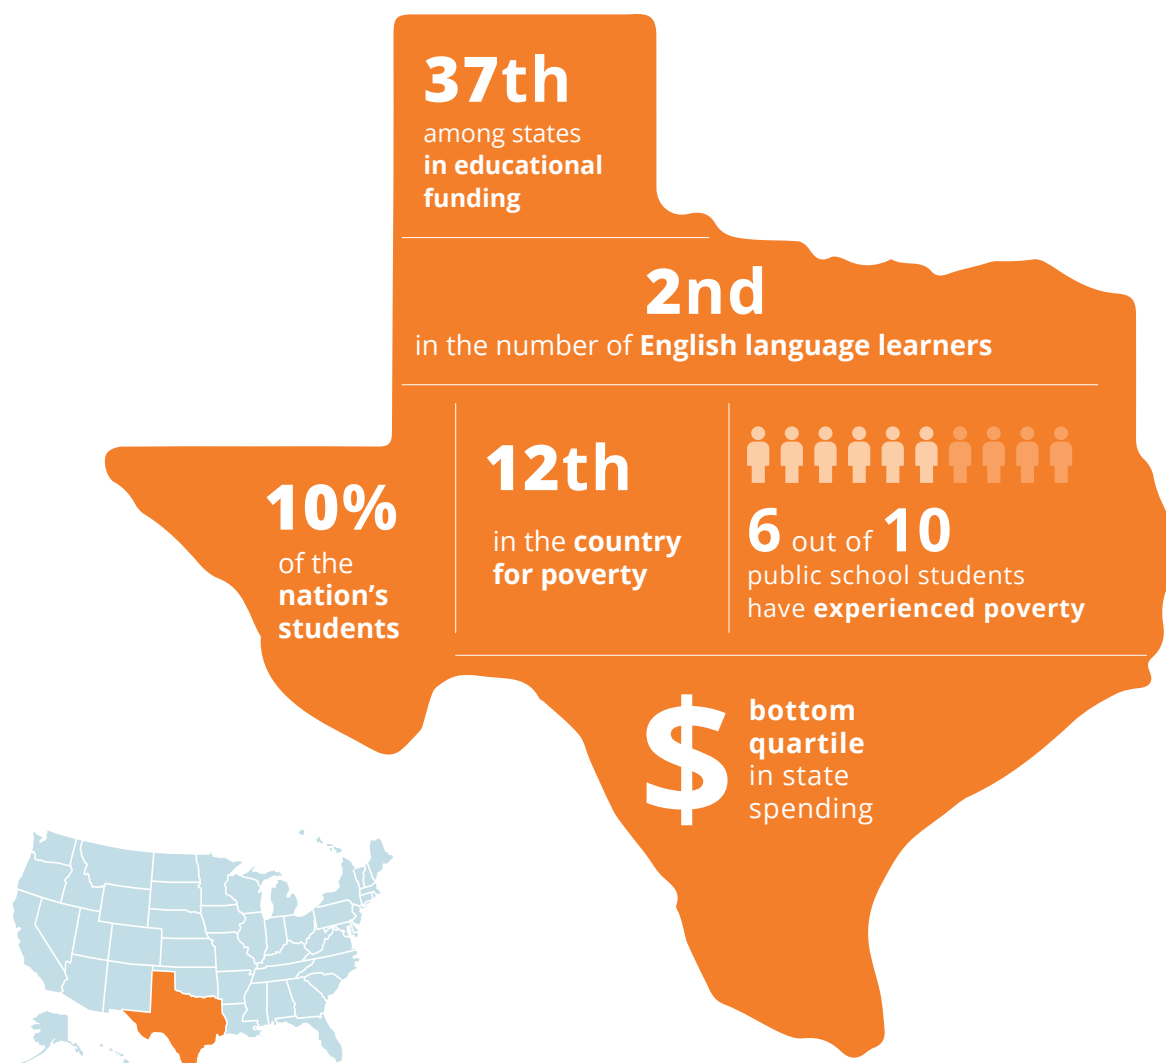 37th
among states
in educational
funding
2nd
in the number of English language learners
10%
of the
nation’s
students
12th
in the country
for poverty
6 out of 10
public school students
have experienced poverty
$
bottom
quartile
in state
spending